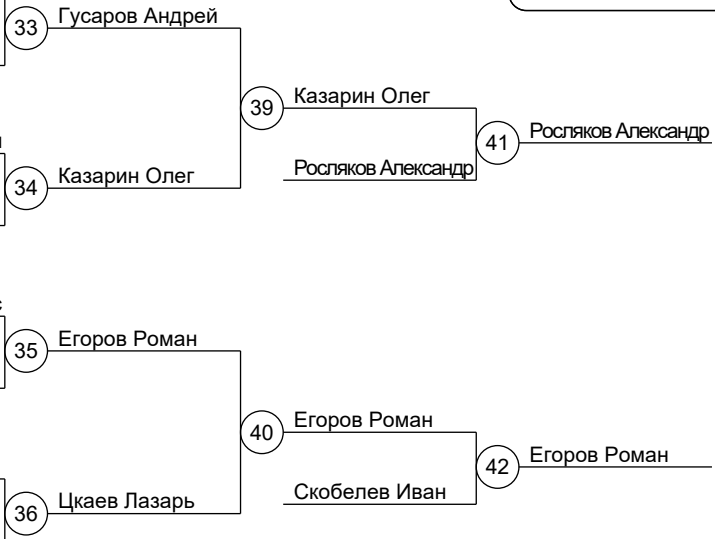 33 Гусаров Андрей
39 Казарин Олег
41 Росляков Александр
Росляков Александр
34 Казарин Олег
35 Егоров Роман
40 Егоров Роман
42 Егоров Роман
Скобелев Иван
36 Цкаев Лазарь